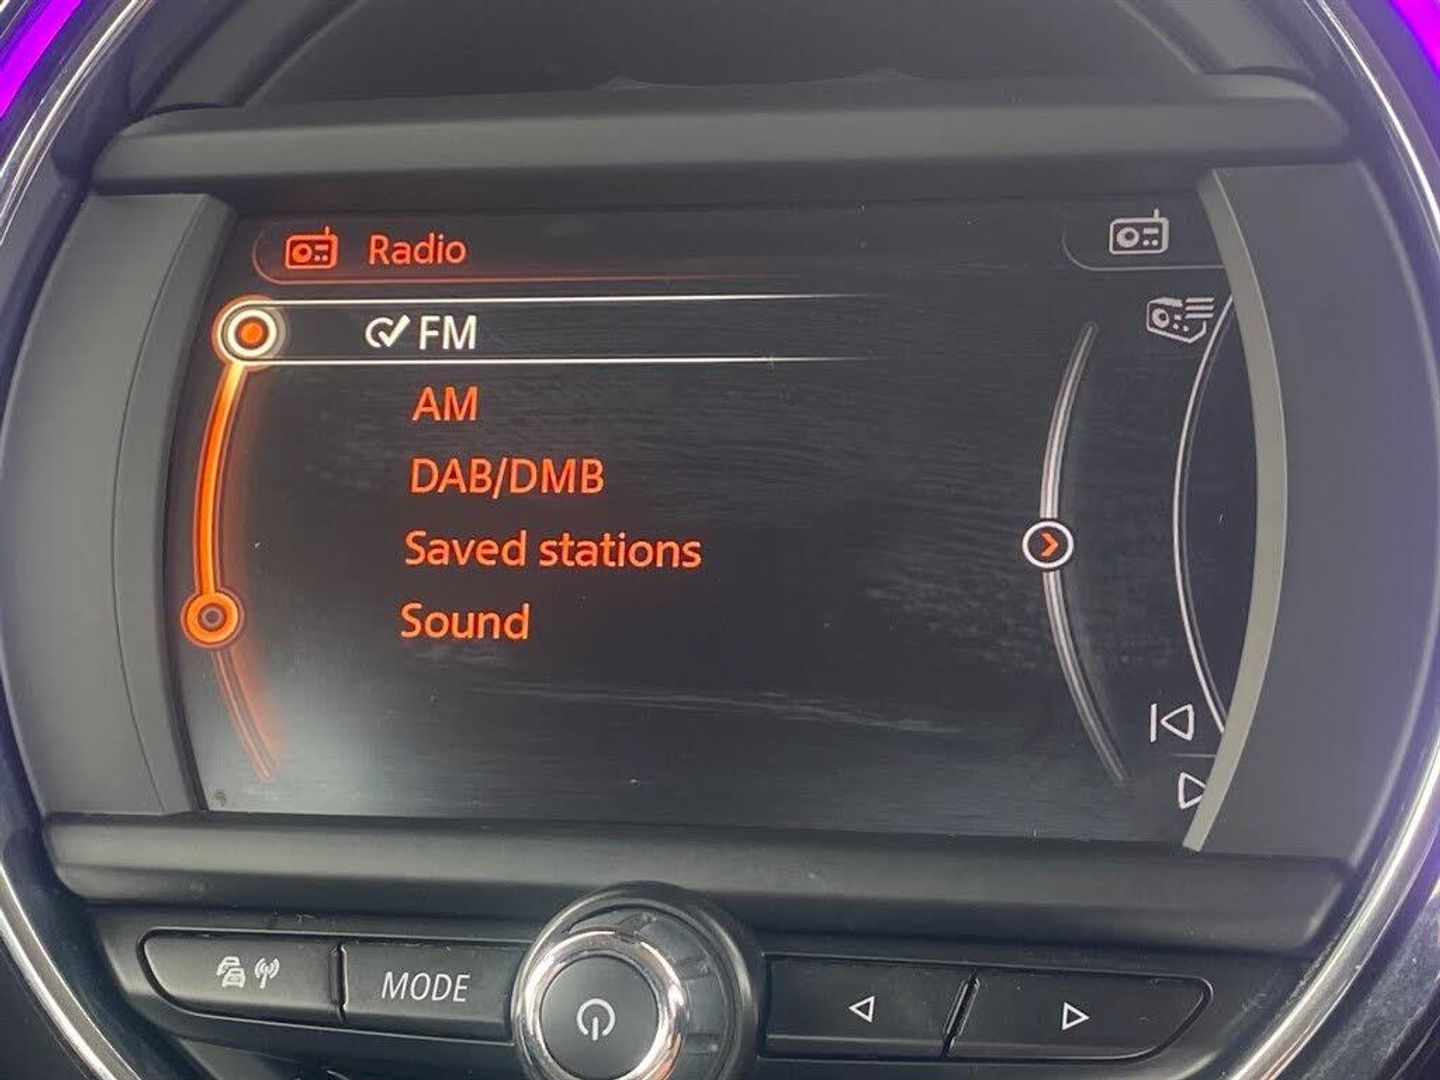 Radio
FM
AM
DAB/DMB
Saved stations
Sound
MODE